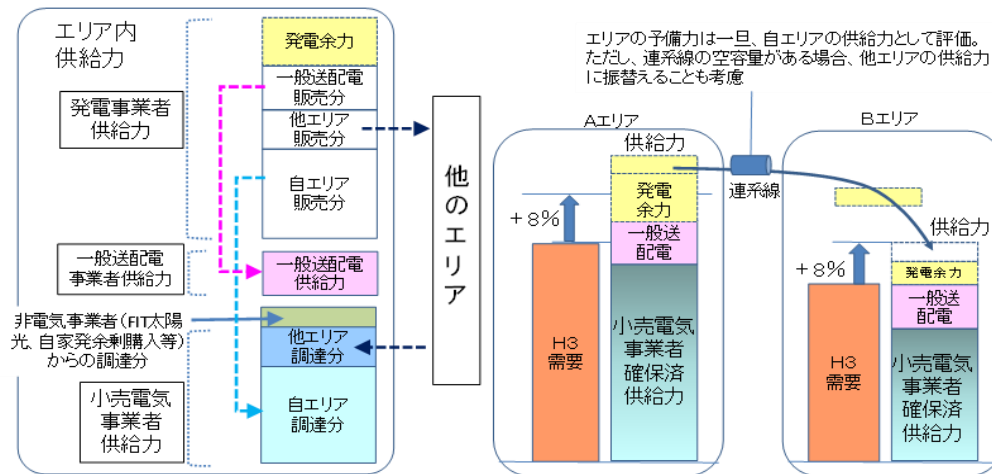 エリア内
供給力
発電事業者
供給力
一般送配電
事業者供給力
非電気事業者(FIT太陽
光、自家発余剰購入等)
からの調達分
小売電気
事業者
供給力
発電余力
一般送配電
販売分
他エリア
販売分
自エリア
販売分
一般送配電
供給力
他エリア
調達分
自エリア
調達分
他のエリア
エリアの予備力は一旦、自エリアの供給力として評価。
ただし、連系線の空容量がある場合、他エリアの供給力
に振替えることも考慮
Aエリア
供給力
+8%
発電
余力
一般送
配電
H3
需要
小売電気
事業者
確保済
供給力
連系線
Bエリア
供給力
+8%
発電余力
一般送
配電
H3
需要
小売電気
事業者
確保済
供給力